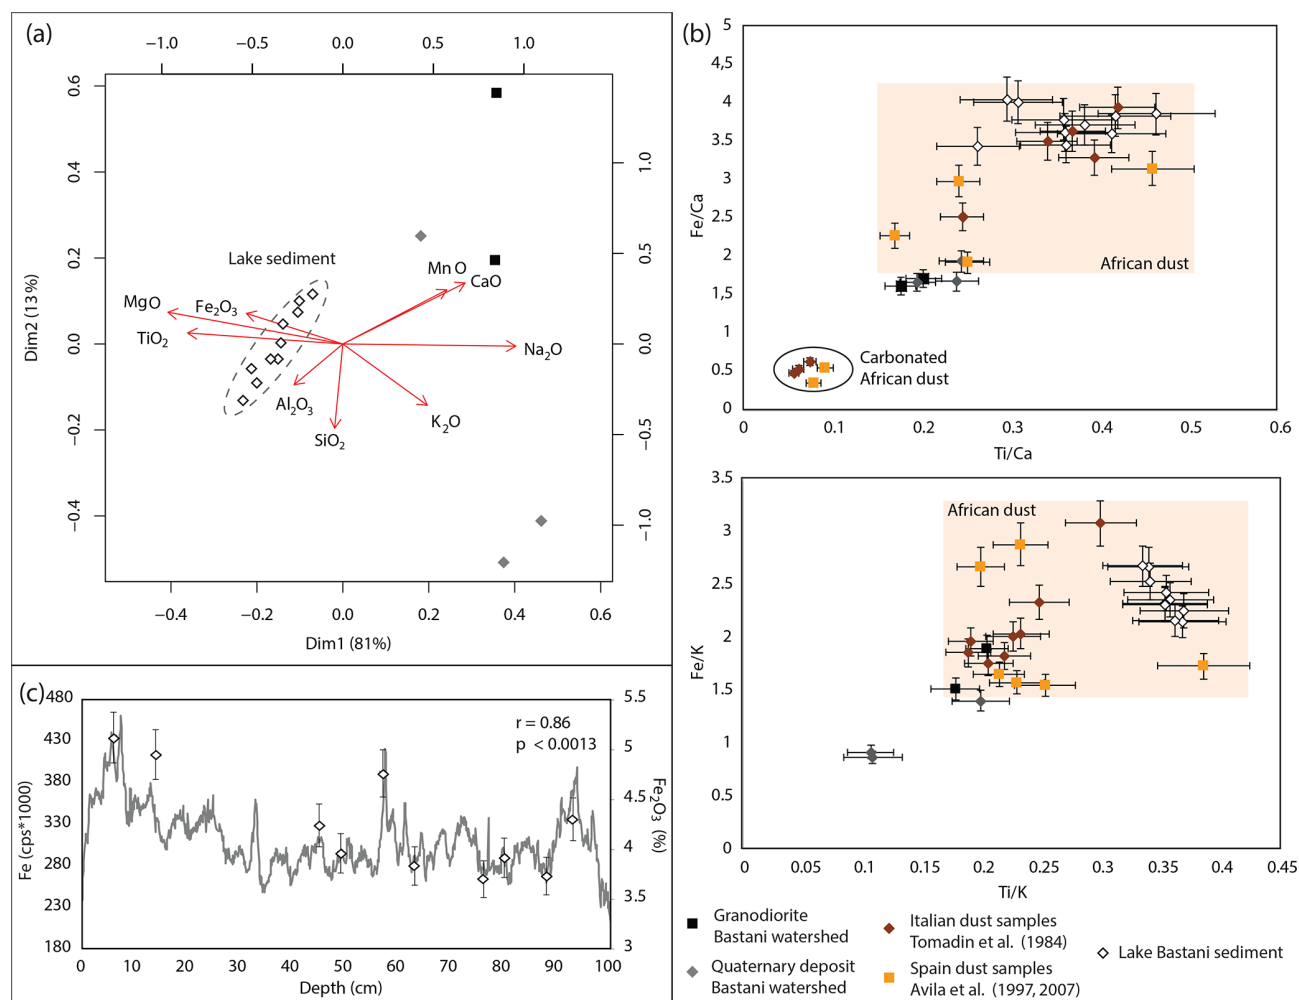 (a)
−1.0 −0.5 0.0 0.5 1.0
0.6
0.4
0.2
0.0
−0.2
−0.4
Dim2 (13%)
1.0
0.5
0.0
−0.5
−1.0
Lake sediment
Mn O
CaO
MgO
Fe2O3
TiO2
Na2O
Al2O3
K2O
SiO2
−0.4 −0.2 0.0 0.2 0.4 0.6
Dim1 (81%)
(b)
5
4,5
4
3.5
3
2.5
2
1.5
1
0.5
0
Fe/Ca
African dust
Carbonated
African dust
0 0.1 0.2 0.3 0.4 0.5 0.6
Ti/Ca
3.5
3
2.5
2
1.5
1
0.5
0
Fe/K
African dust
0 0.1 0.15 0.2 0.25 0.3 0.35 0.4 0.45
Ti/K
(c)
480
430
380
330
280
230
180
Fe (cps*1000)
r = 0.86
p < 0.0013
5.5
5
4.5
4
3.5
3
Fe2O3 (%)
0 10 20 30 40 50 60 70 80 90 100
Depth (cm)
Granodiorite
Bastani watershed
Quaternary deposit
Bastani watershed
Italian dust samples
Tomadin et al. (1984)
Spain dust samples
Avila et al. (1997, 2007)
Lake Bastani sediment